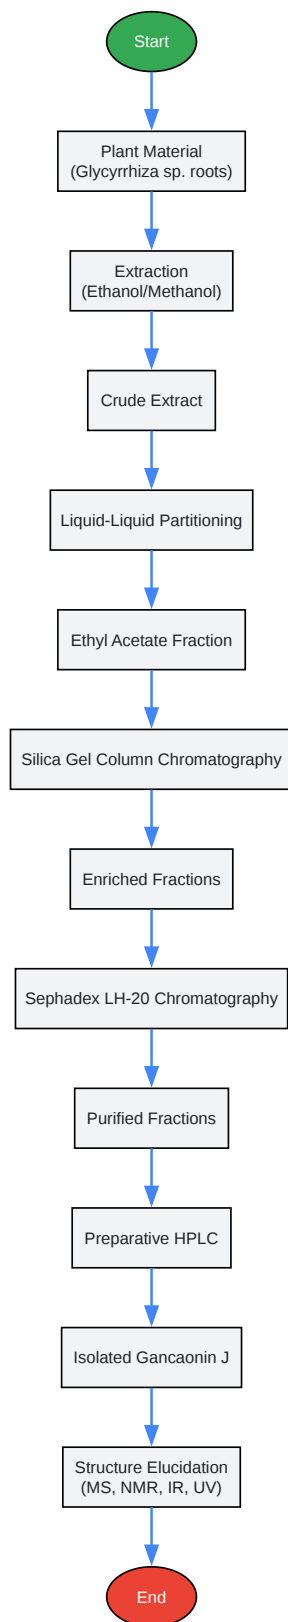 Start
Plant Material
(Glycyrrhiza sp. roots)
Extraction
(Ethanol/Methanol)
Crude Extract
Liquid-Liquid Partitioning
Ethyl Acetate Fraction
Silica Gel Column Chromatography
Enriched Fractions
Sephadex LH-20 Chromatography
Purified Fractions
Preparative HPLC
Isolated Gancaonin J
Structure Elucidation
(MS, NMR, IR, UV)
End